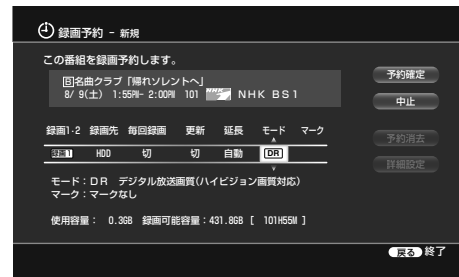 録画予約 - 新規
この番組を録画予約します。
回名曲クラブ「帰れソレントへ」
8/ 9(土) 1:55PM- 2:00PM 101 NHK NHK BS1
予約確定
中止
予約消去
詳細設定
録画1･2 録画先 毎回録画 更新 延長 モード マーク
録画1 HDD 切 切 自動 DR
モード：DR デジタル放送画質(ハイビジョン画質対応)
マーク：マークなし
使用容量： 0.3GB 録画可能容量：431.8GB [ 101H55M ]
戻る 終了